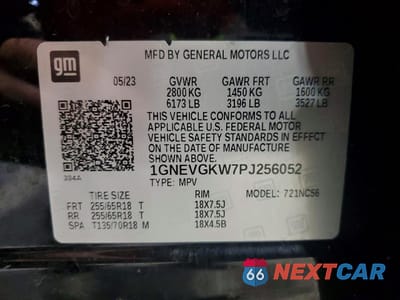 gm
MFD BY GENERAL MOTORS LLC
05/23 GVWR GAWR FRT GAWR RR
2800 KG 1450 KG 1600 KG
6173 LB 3196 LB 3527 LB
THIS VEHICLE CONFORMS TO ALL
APPLICABLE U.S. FEDERAL MOTOR
VEHICLE SAFETY STANDARDS IN EFFECT
ON THE DATE OF MANUFACTURE
SHOWN ABOVE.
1GNEVGKW7PJ256052
TYPE: MPV MODEL: 721NC56
TIRE SIZE RIM
FRT 255/65R18 T 18X7.5J
RR 255/65R18 T 18X7.5J
SPA T135/70R18 M 18X4.5B
66 NEXTCAR